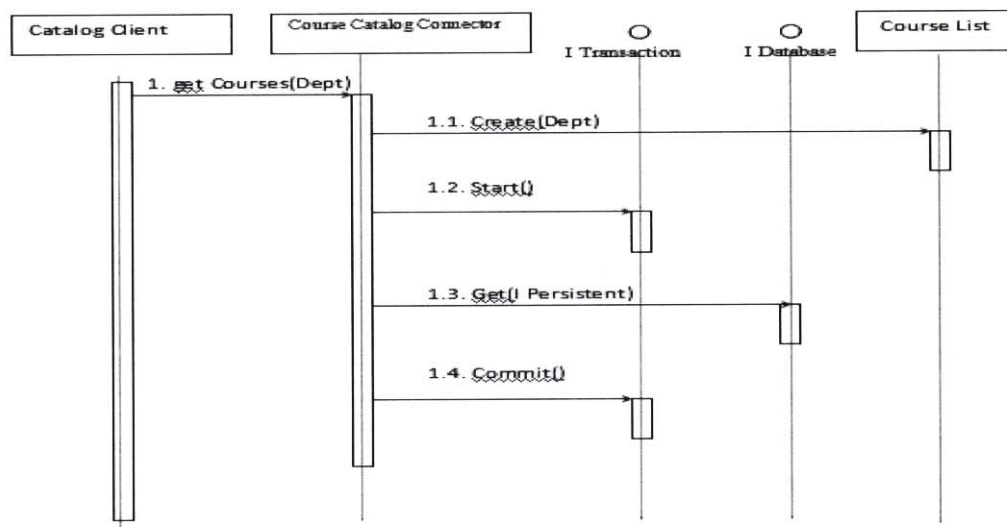 Catalog Client
Course Catalog Connector
I Transaction
I Database
Course List
1. get Courses(Dept)
1.1. Create(Dept)
1.2. Start()
1.3. Get(I Persistent)
1.4. Commit()